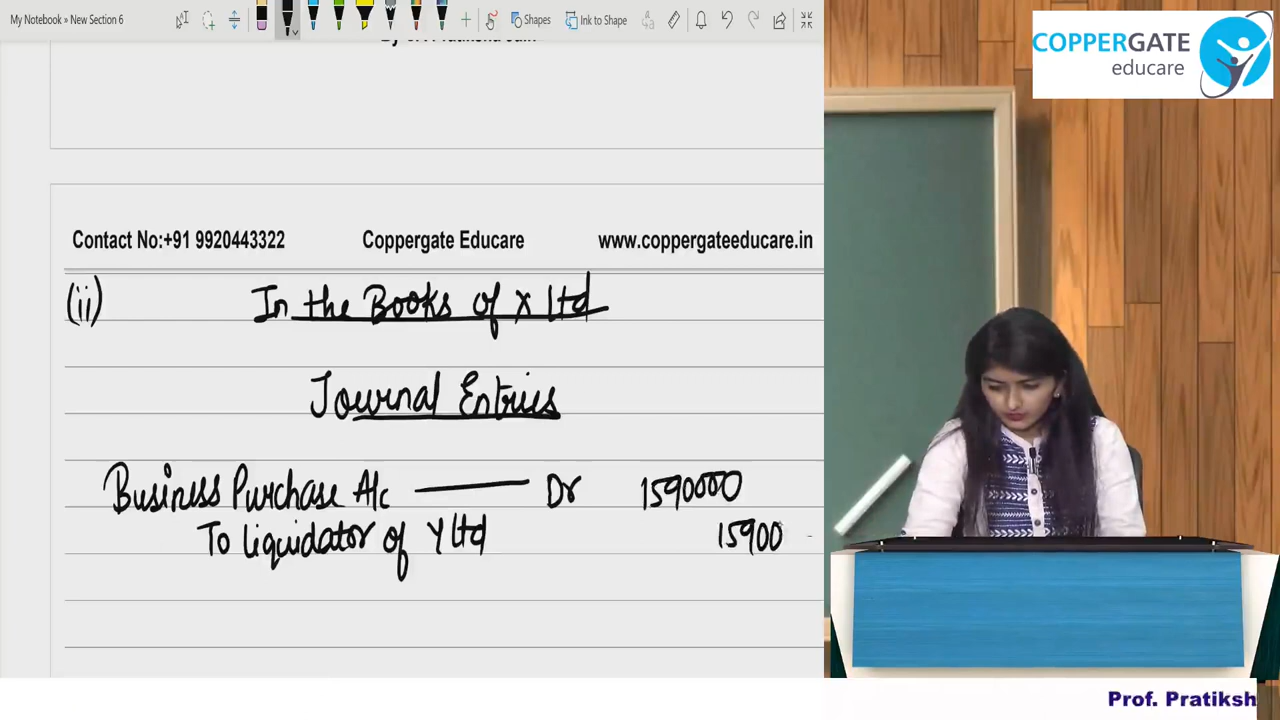 My Notebook » New Section 6
Shapes
Ink to Shape
COPPERGATE
educare
Contact No:+91 9920443322 Coppergate Educare www.coppergateeducare.in
(ii) In the Books of X Ltd
Journal Entries
Business Purchase A/c Dr 1590000
To Liquidator of Y Ltd 15900
Prof. Pratiksh